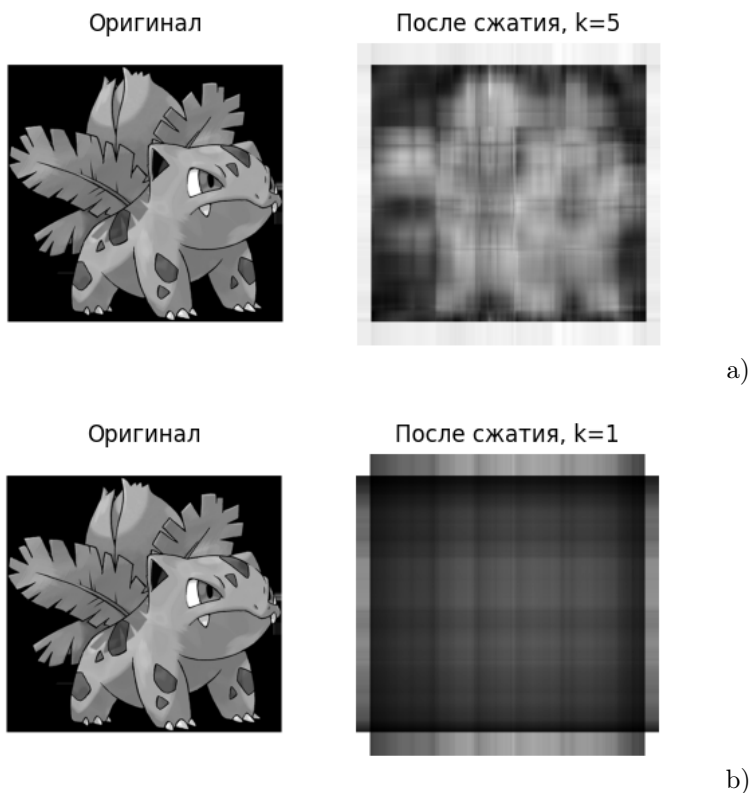 Оригинал
После сжатия, k=5
a)
Оригинал
После сжатия, k=1
b)